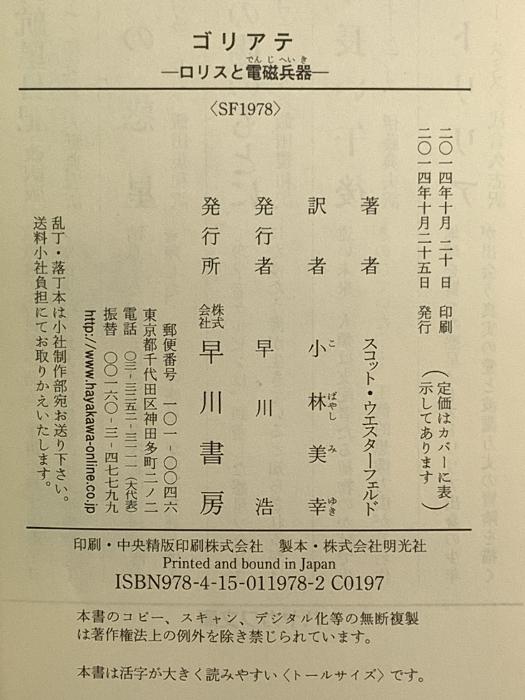 ゴリアテ
―ロリスと電磁兵器―
でんじへいき
〈SF1978〉
二〇一四年十月 二十 日 印刷
二〇一四年十月二十五日 発行
(定価はカバーに表示してあります)
著者 スコット・ウエスターフェルド
訳者 小林美幸
こばやしみゆき
発行者 早川浩
発行所 株式会社 早川書房
郵便番号 一〇一-〇〇四六
東京都千代田区神田多町二ノ二
電話 〇三-三二五二-三一一一(大代表)
振替 〇〇一六〇-三-四七七九九
http://www.hayakawa-online.co.jp
乱丁・落丁本は小社制作部宛お送り下さい。
送料小社負担にてお取りかえいたします。
印刷・中央精版印刷株式会社 製本・株式会社明光社
Printed and bound in Japan
ISBN978-4-15-011978-2 C0197
本書のコピー、スキャン、デジタル化等の無断複製
は著作権法上の例外を除き禁じられています。
本書は活字が大きく読みやすい〈トールサイズ〉です。